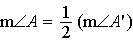 m∠A = 1/2 (m∠A')